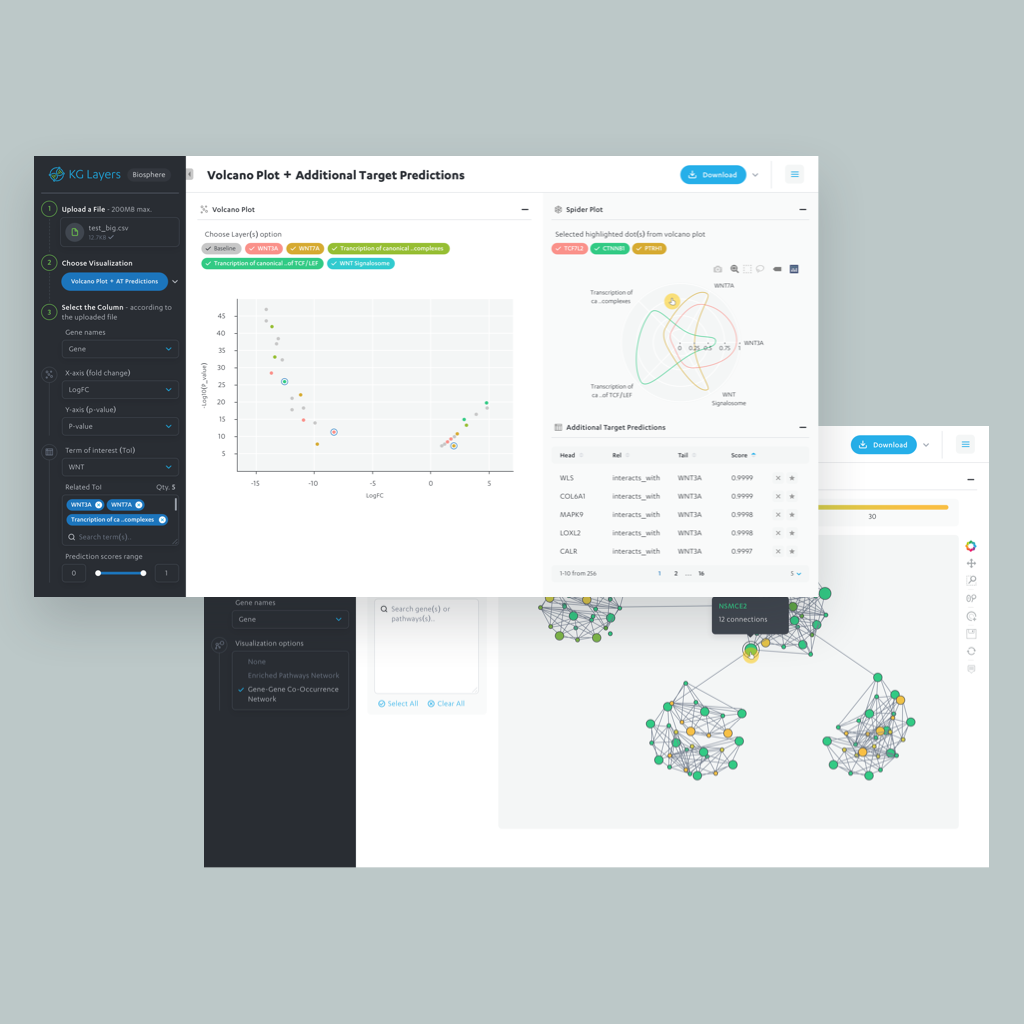 KG Layers Biosphere
1 Upload a File - 200MB max.
test_big.csv
12.7KB
2 Choose Visualization
Volcano Plot + AT Predictions
3 Select the Column - according
to the uploaded file
Gene names
Gene
X-axis (fold change)
LogFC
Y-axis (p-value)
P-value
Term of interest (ToI)
WNT
Related ToI Qty. 5
WNT3A WNT7A
Trancription of ca ..complexes
Search term(s)..
Prediction scores range
0 1
Volcano Plot + Additional Target Predictions
Download
Volcano Plot
Choose Layer(s) option
Baseline WNT3A WNT7A Trancription of canonical ..complexes
Trancription of canonical ..of TCF/LEF WNT Signalosome
-Log10(P_value)
45
40
35
30
25
20
15
10
5
-15 -10 -5 0 5
LogFC
Spider Plot
Selected highlighted dot(s) from volcano plot
TCF7L2 CTNNB1 PTRH1
WNT7A
Transcription of
ca ..complexes
0 0.25 0.5 0.75 1 WNT3A
Transcription of
ca ..of TCF/LEF
WNT
Signalosome
Additional Target Predictions
Head Rel Tail Score
WLS interacts_with WNT3A 0.9999
COL6A1 interacts_with WNT3A 0.9999
MAPK9 interacts_with WNT3A 0.9998
LOXL2 interacts_with WNT3A 0.9998
CALR interacts_with WNT3A 0.9997
1-10 from 256 1 2 ... 16 5
Download
30
Gene names
Gene
Visualization options
None
Enriched Pathways Network
Gene-Gene Co-Occurrence
Network
Search gene(s) or
pathway(s)..
Select All Clear All
NSMCE2
12 connections